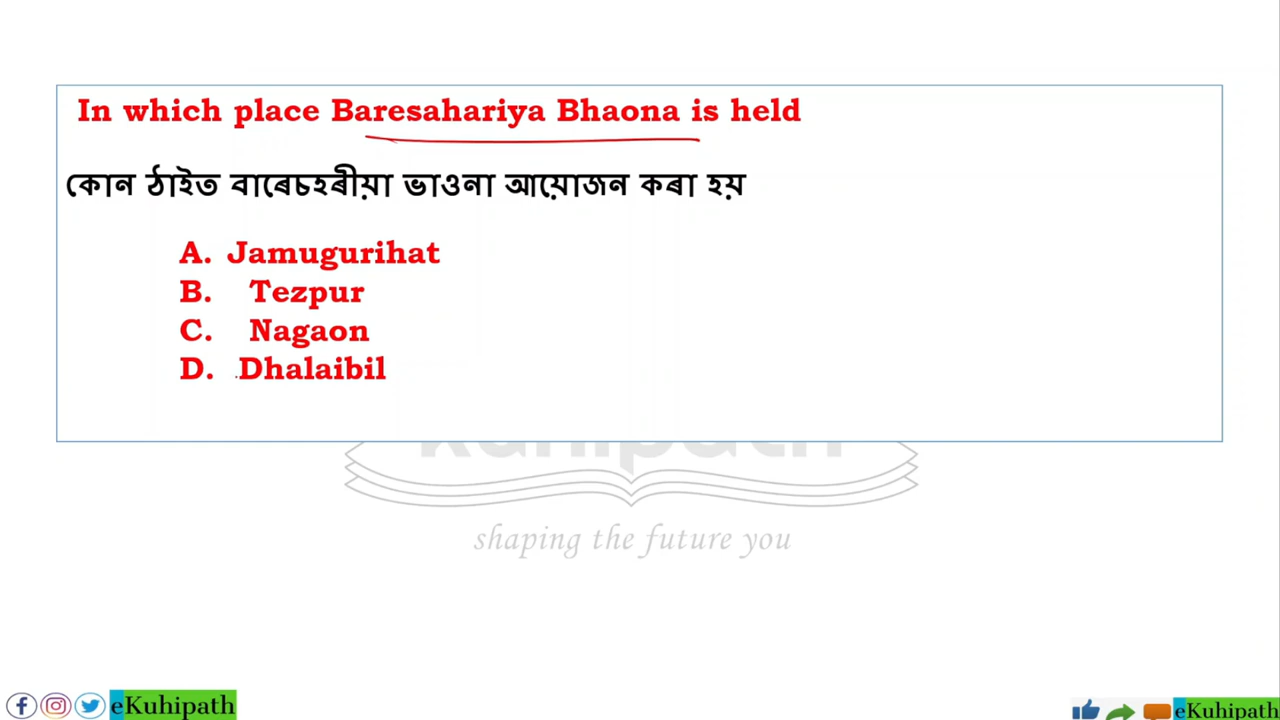 In which place Baresahariya Bhaona is held
কোন ঠাইত বাৰেচহৰীয়া ভাওনা আয়োজন কৰা হয়
A. Jamugurihat
B. Tezpur
C. Nagaon
D. Dhalaibil
kuhipath
shaping the future you
eKuhipath
eKuhipath